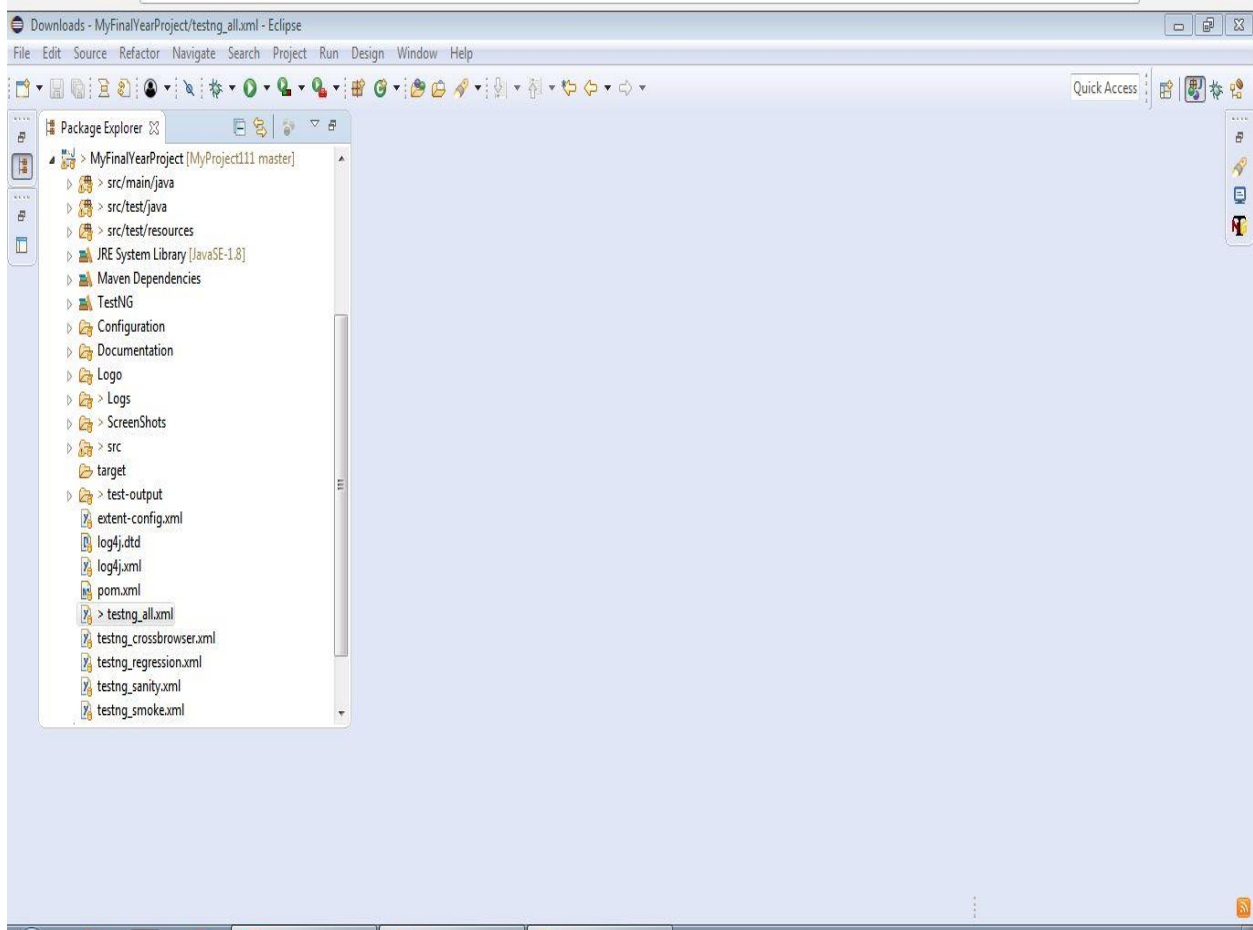 Downloads - MyFinalYearProject/testng_all.xml - Eclipse
File Edit Source Refactor Navigate Search Project Run Design Window Help
Quick Access
Package Explorer
> MyFinalYearProject [MyProject111 master]
> src/main/java
> src/test/java
> src/test/resources
JRE System Library [JavaSE-1.8]
Maven Dependencies
TestNG
Configuration
Documentation
Logo
> Logs
> ScreenShots
> src
target
> test-output
extent-config.xml
log4j.dtd
log4j.xml
pom.xml
> testng_all.xml
testng_crossbrowser.xml
testng_regression.xml
testng_sanity.xml
testng_smoke.xml